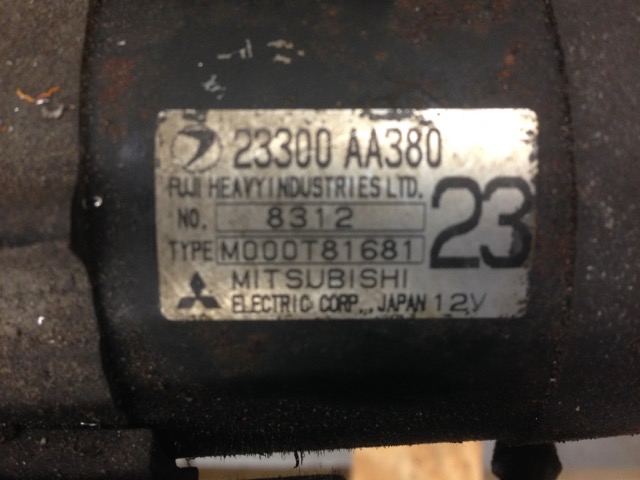 23300 AA380
FUJI HEAVY INDUSTRIES LTD.
NO. 8312
23
TYPE M000T81681
MITSUBISHI
ELECTRIC CORP., JAPAN 12V